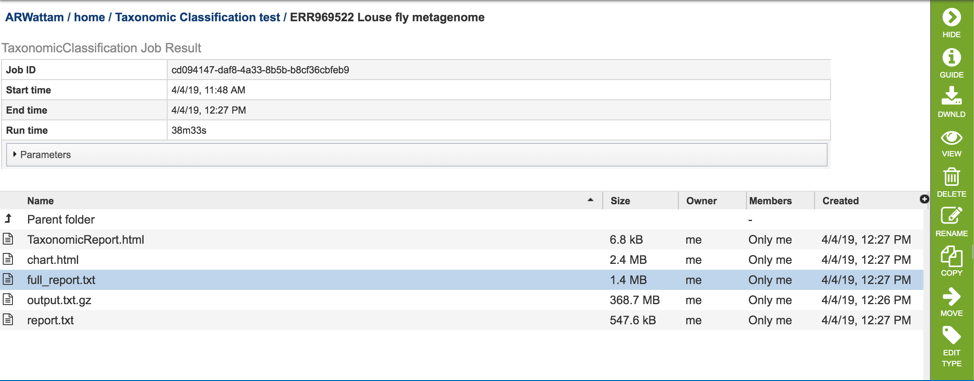 ARWattam / home / Taxonomic Classification test / ERR969522 Louse fly metagenome
TaxonomicClassification Job Result
Job ID cd094147-daf8-4a33-8b5b-b8cf36cbfeb9
Start time 4/4/19, 11:48 AM
End time 4/4/19, 12:27 PM
Run time 38m33s
Parameters
Name Size Owner Members Created
Parent folder -
TaxonomicReport.html 6.8 kB me Only me 4/4/19, 12:27 PM
chart.html 2.4 MB me Only me 4/4/19, 12:27 PM
full_report.txt 1.4 MB me Only me 4/4/19, 12:27 PM
output.txt.gz 368.7 MB me Only me 4/4/19, 12:26 PM
report.txt 547.6 kB me Only me 4/4/19, 12:27 PM
HIDE
GUIDE
DWNLD
VIEW
DELETE
RENAME
COPY
MOVE
EDIT
TYPE